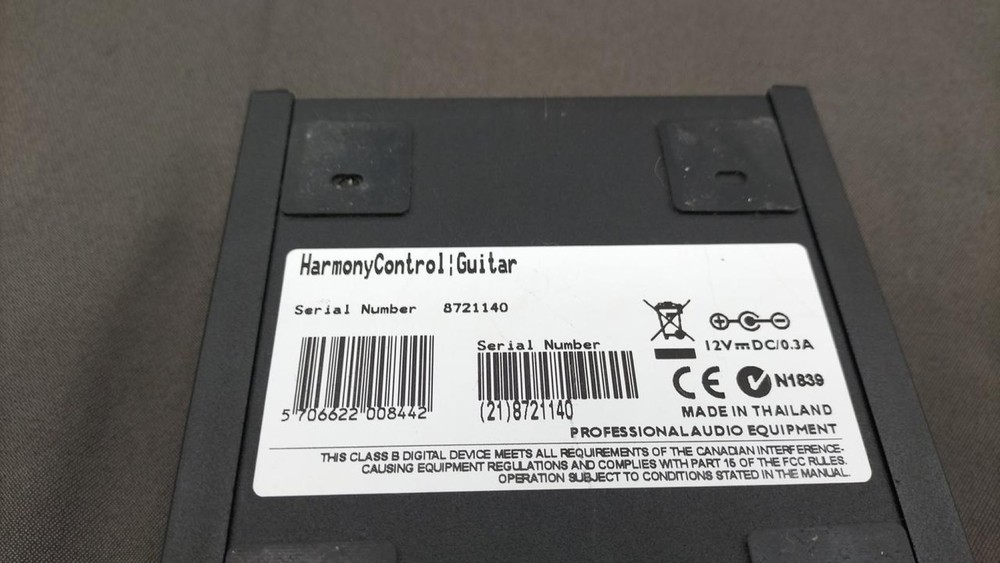 HarmonyControl¦Guitar
Serial Number 8721140
5 706622 008442
Serial Number
(21)8721140
12V⎓DC/0.3A
CE N1839
MADE IN THAILAND
PROFESSIONAL AUDIO EQUIPMENT
THIS CLASS B DIGITAL DEVICE MEETS ALL REQUIREMENTS OF THE CANADIAN INTERFERENCE-
CAUSING EQUIPMENT REGULATIONS AND COMPLIES WITH PART 15 OF THE FCC RULES.
OPERATION SUBJECT TO CONDITIONS STATED IN THE MANUAL.